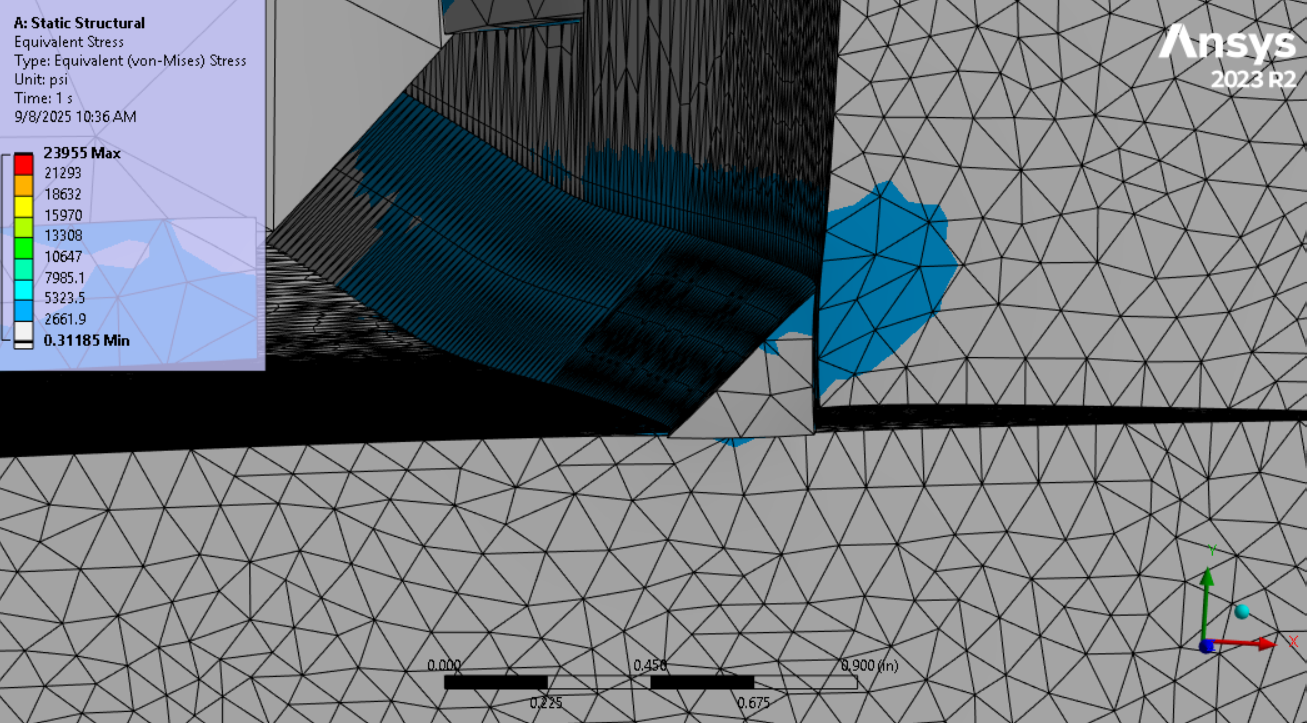 A: Static Structural
Equivalent Stress
Type: Equivalent (von-Mises) Stress
Unit: psi
Time: 1 s
9/8/2025 10:36 AM
23955 Max
21293
18632
15970
13308
10647
7985.1
5323.5
2661.9
0.31185 Min
Ansys
2023 R2
0.000
0.450
0.900 (in)
0.225
0.675
Y
X